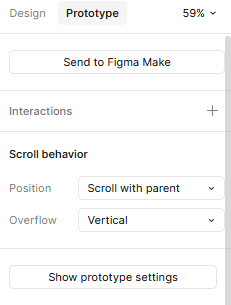 Design Prototype 59%
Send to Figma Make
Interactions
Scroll behavior
Position Scroll with parent
Overflow Vertical
Show prototype settings